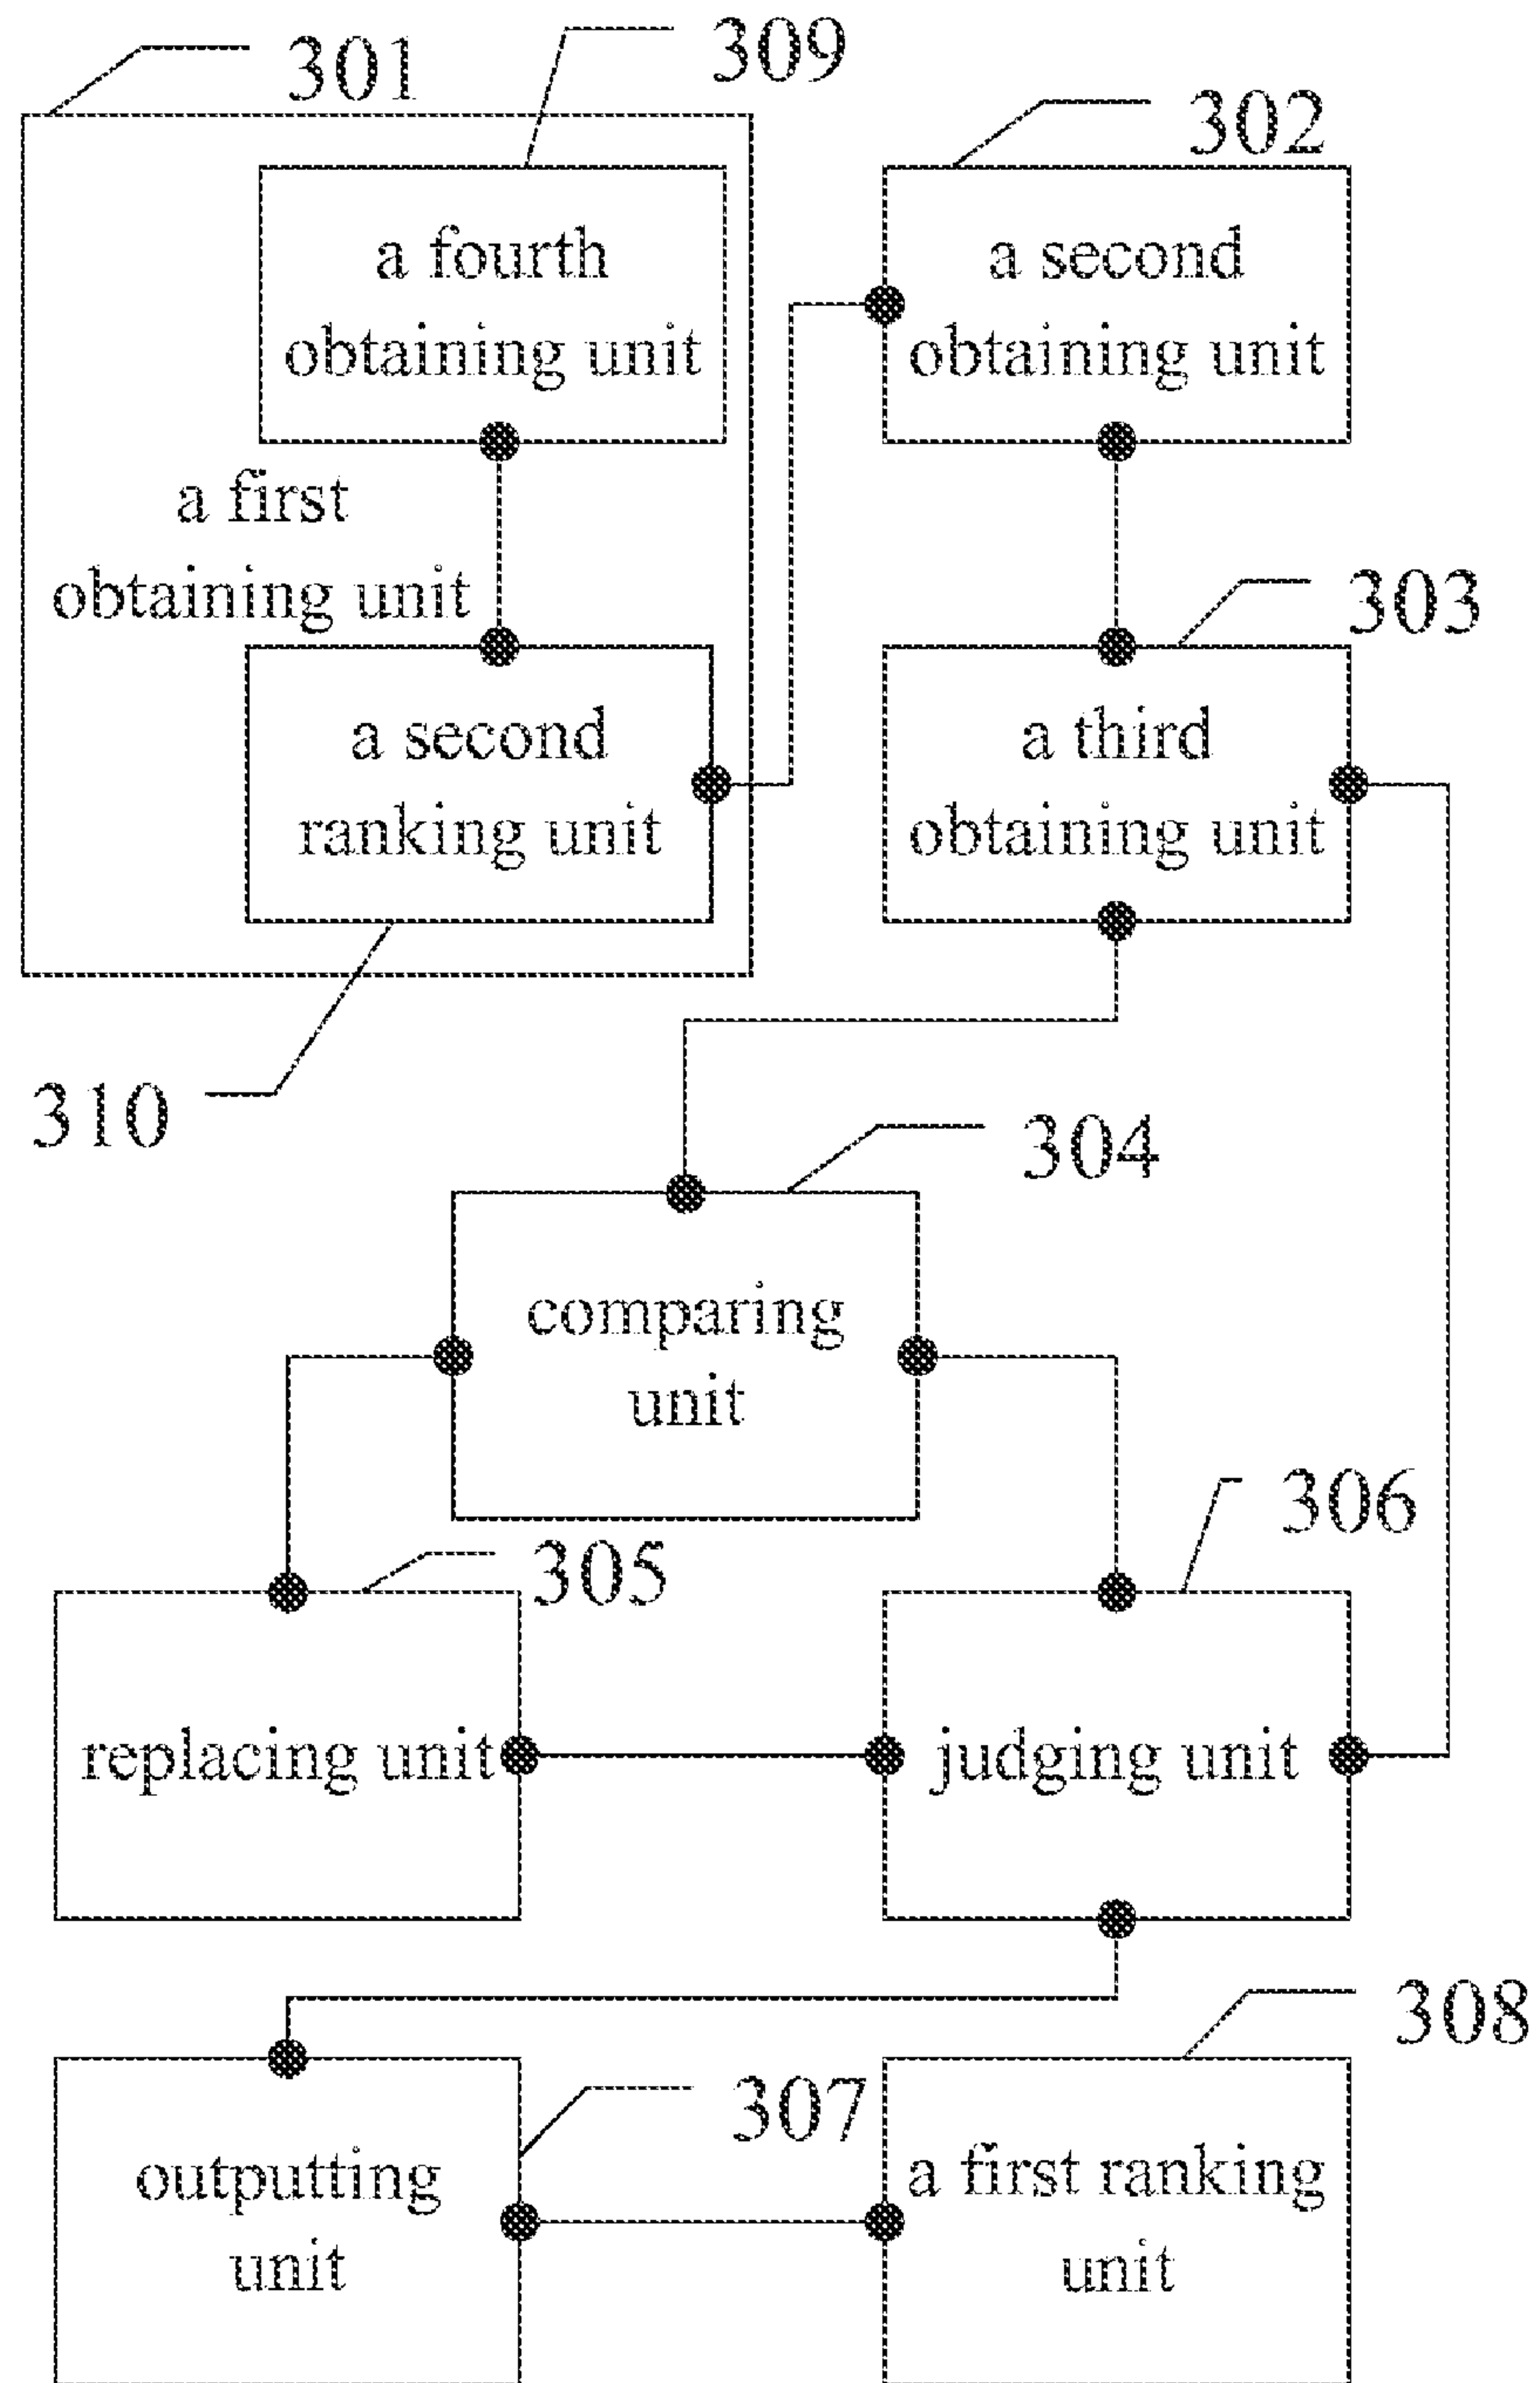 301
309
302
a fourth
obtaining unit
a second
obtaining unit
a first
obtaining unit
303
a second
ranking unit
a third
obtaining unit
310
304
comparing
unit
306
305
replacing unit
judging unit
308
307
outputting
unit
a first ranking
unit